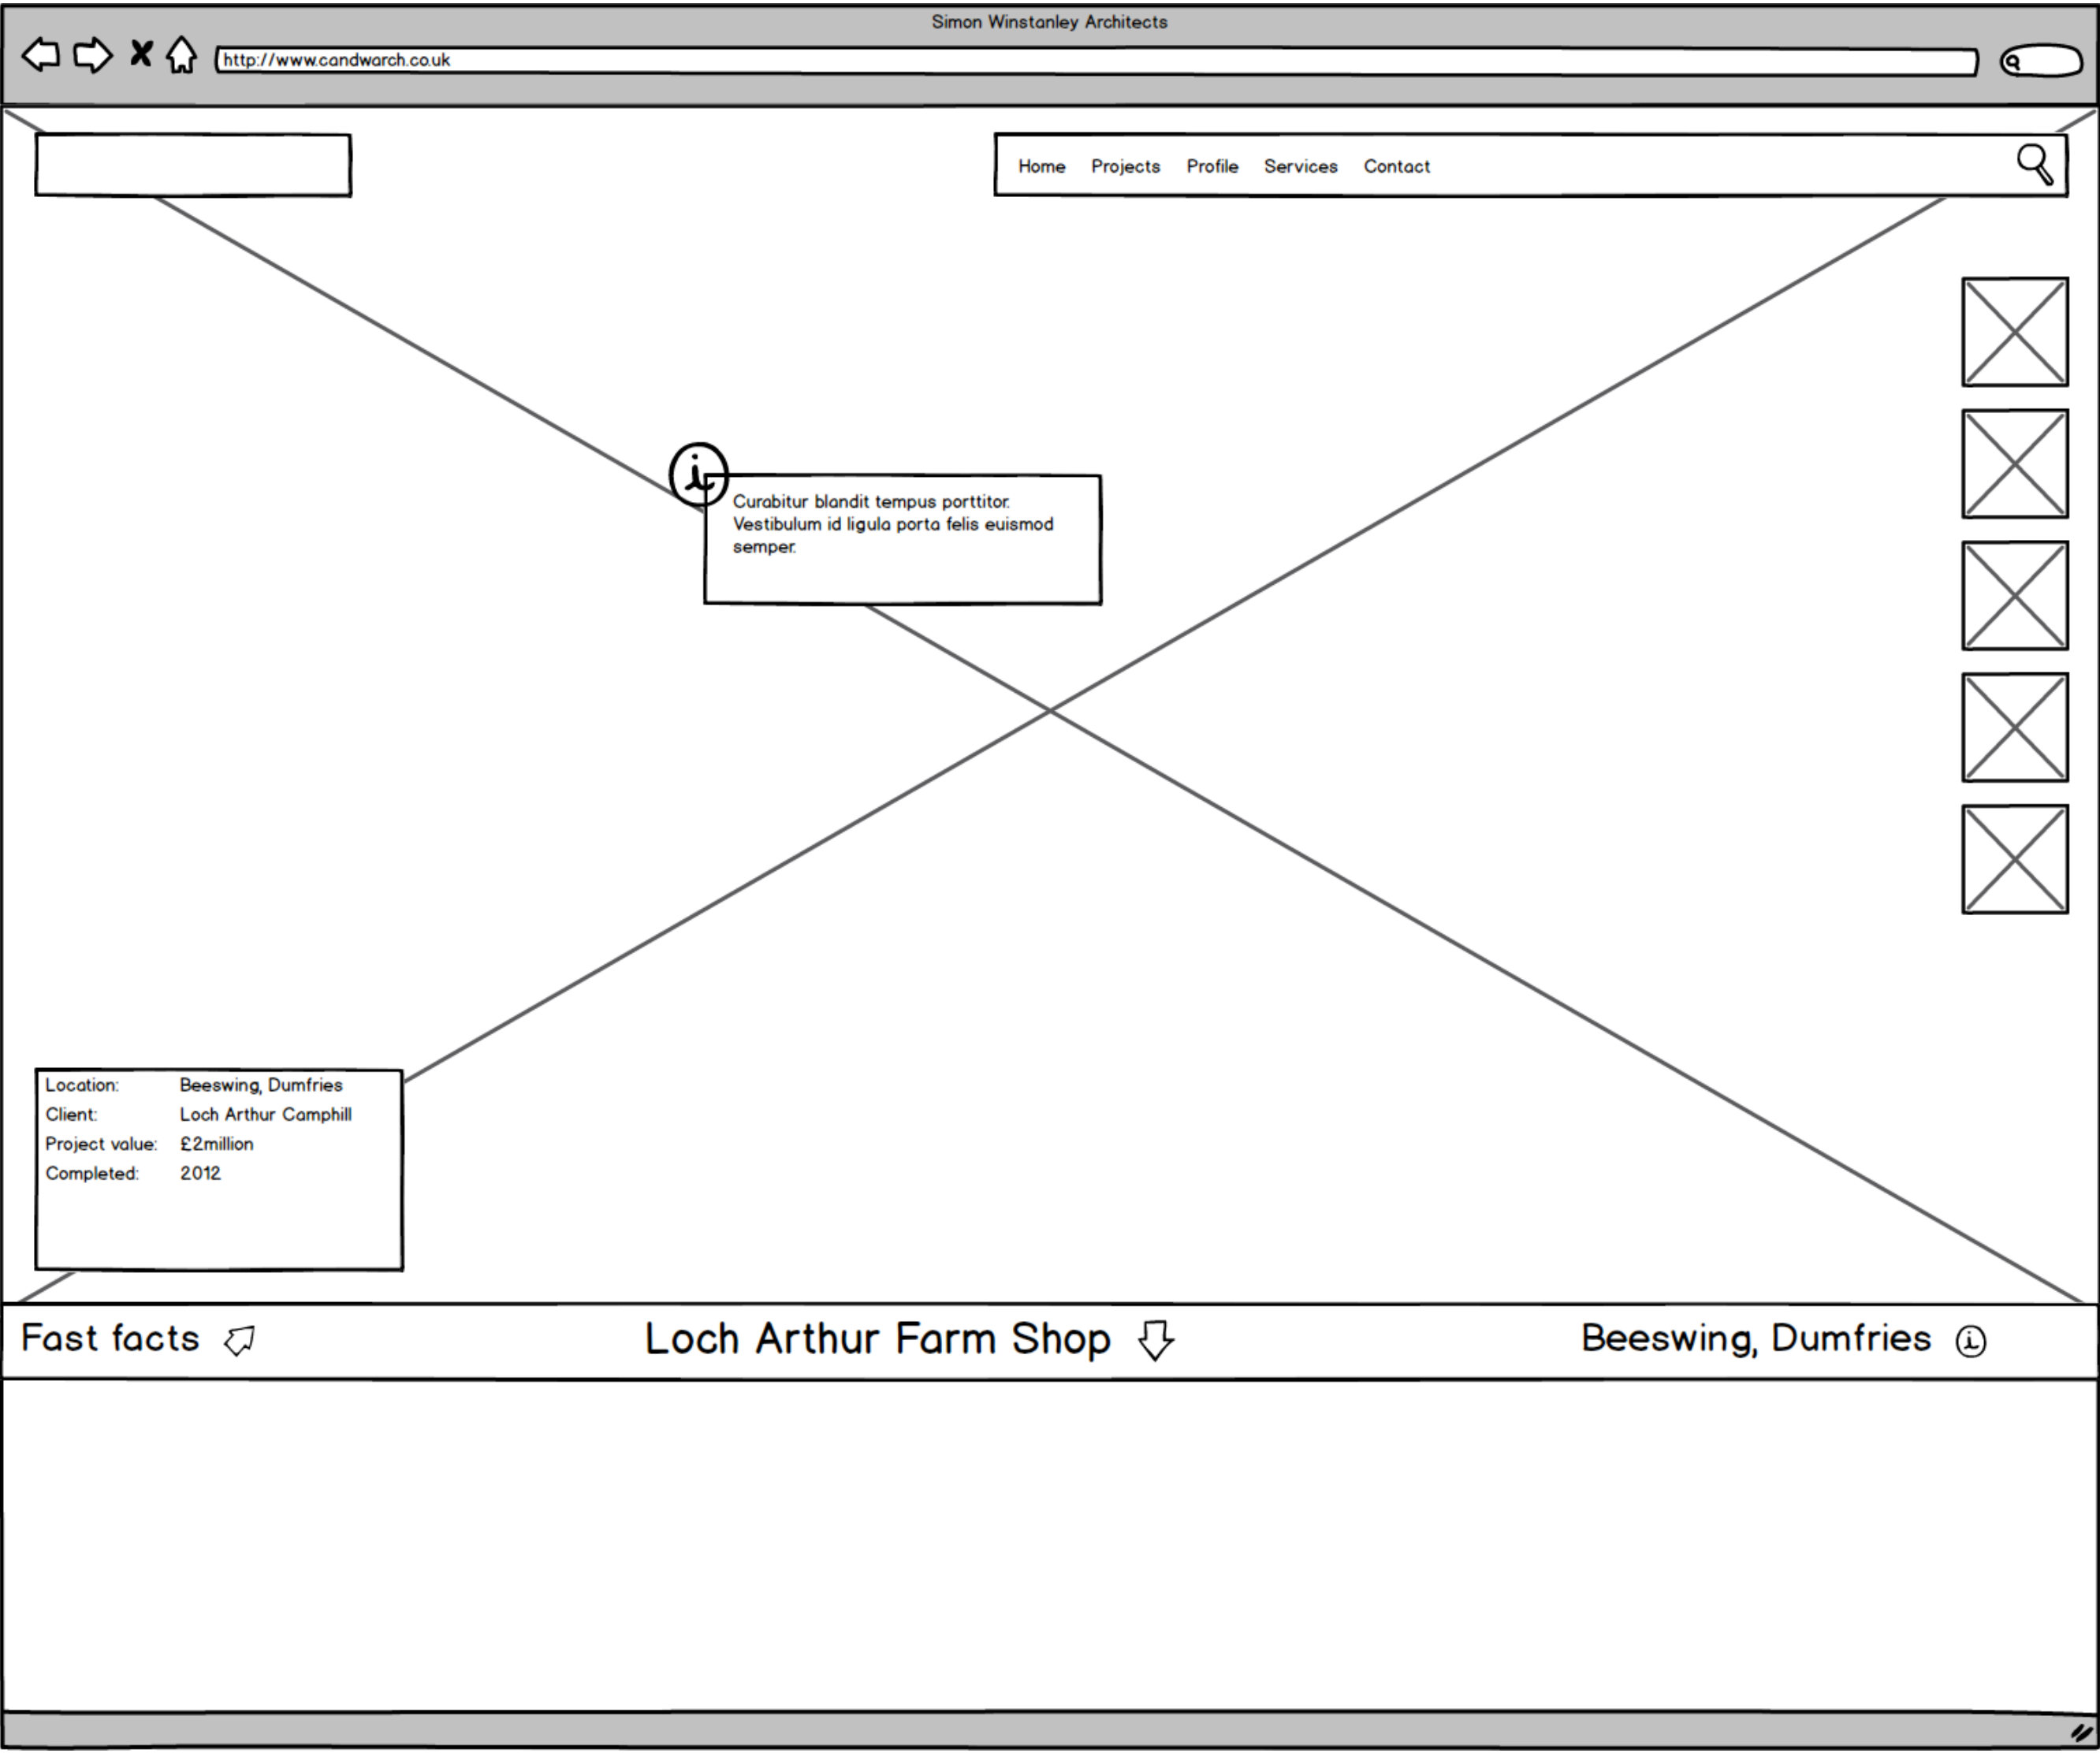 Simon Winstanley Architects
http://www.candwarch.co.uk
Home Projects Profile Services Contact
Curabitur blandit tempus porttitor.
Vestibulum id ligula porta felis euismod
semper.
Location: Beeswing, Dumfries
Client: Loch Arthur Camphill
Project value: £2million
Completed: 2012
Fast facts
Loch Arthur Farm Shop
Beeswing, Dumfries